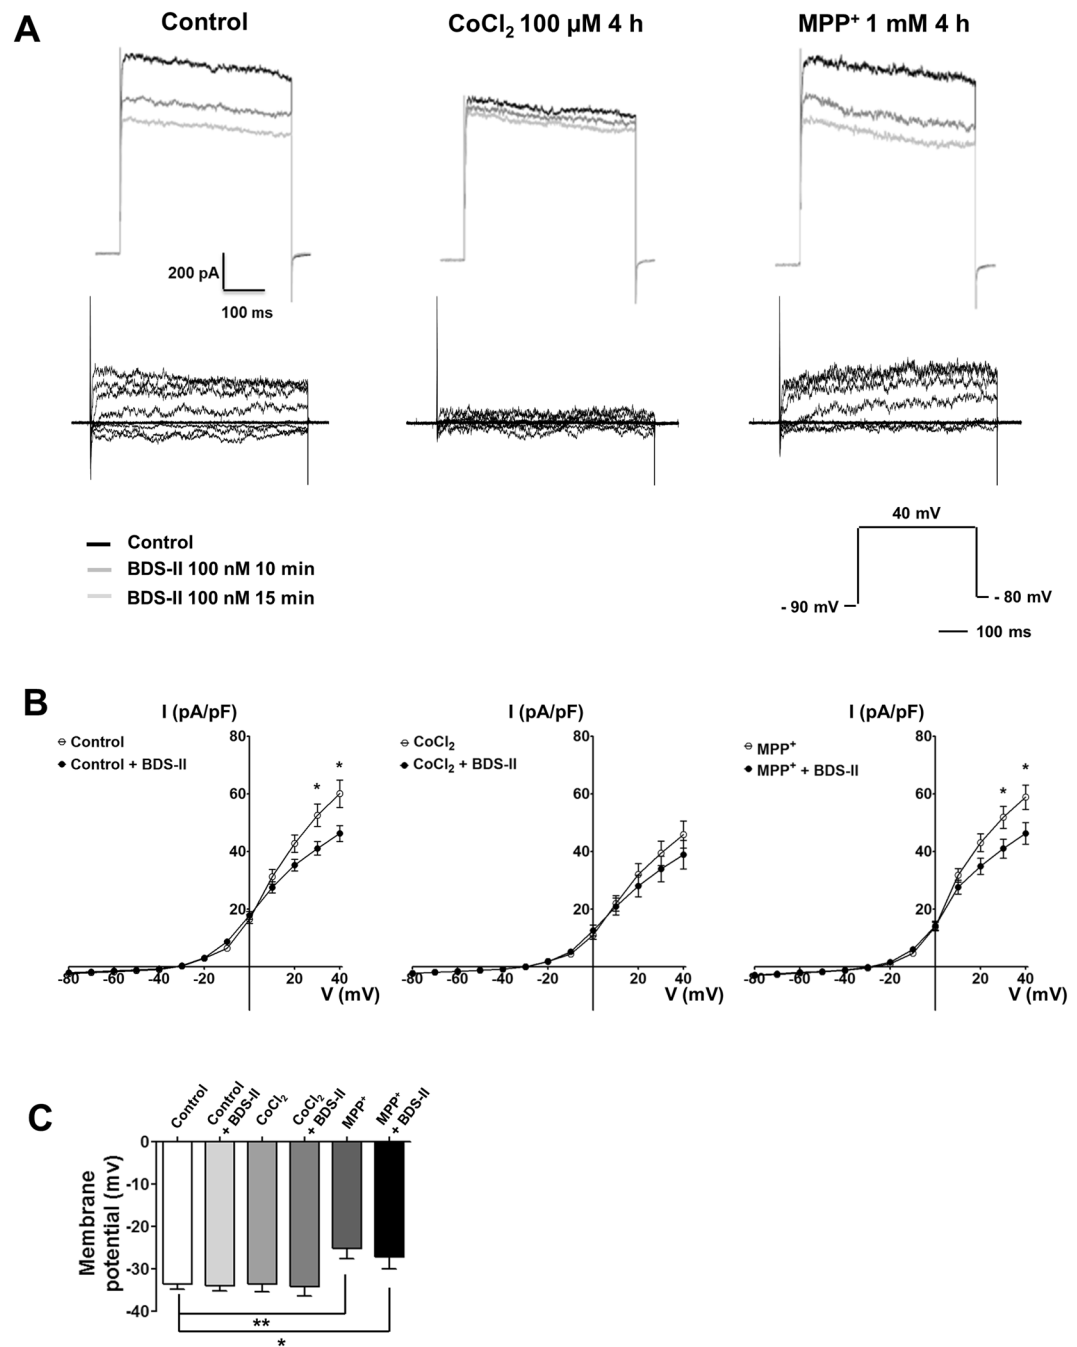 A
Control
CoCl2 100 µM 4 h
MPP+ 1 mM 4 h
200 pA
100 ms
Control
BDS-II 100 nM 10 min
BDS-II 100 nM 15 min
40 mV
- 90 mV
- 80 mV
100 ms
B
I (pA/pF)
Control
Control + BDS-II
80
60
40
20
* *
-80 -60 -40 -20 20 40
V (mV)
I (pA/pF)
CoCl2
CoCl2 + BDS-II
80
60
40
20
-80 -60 -40 -20 20 40
V (mV)
I (pA/pF)
MPP+
MPP+ + BDS-II
80
60
40
20
* *
-80 -60 -40 -20 20 40
V (mV)
C
Control
Control
+ BDS-II
CoCl2
CoCl2
+ BDS-II
MPP+
MPP+
+ BDS-II
Membrane
potential (mv)
0
-10
-20
-30
-40
**
*